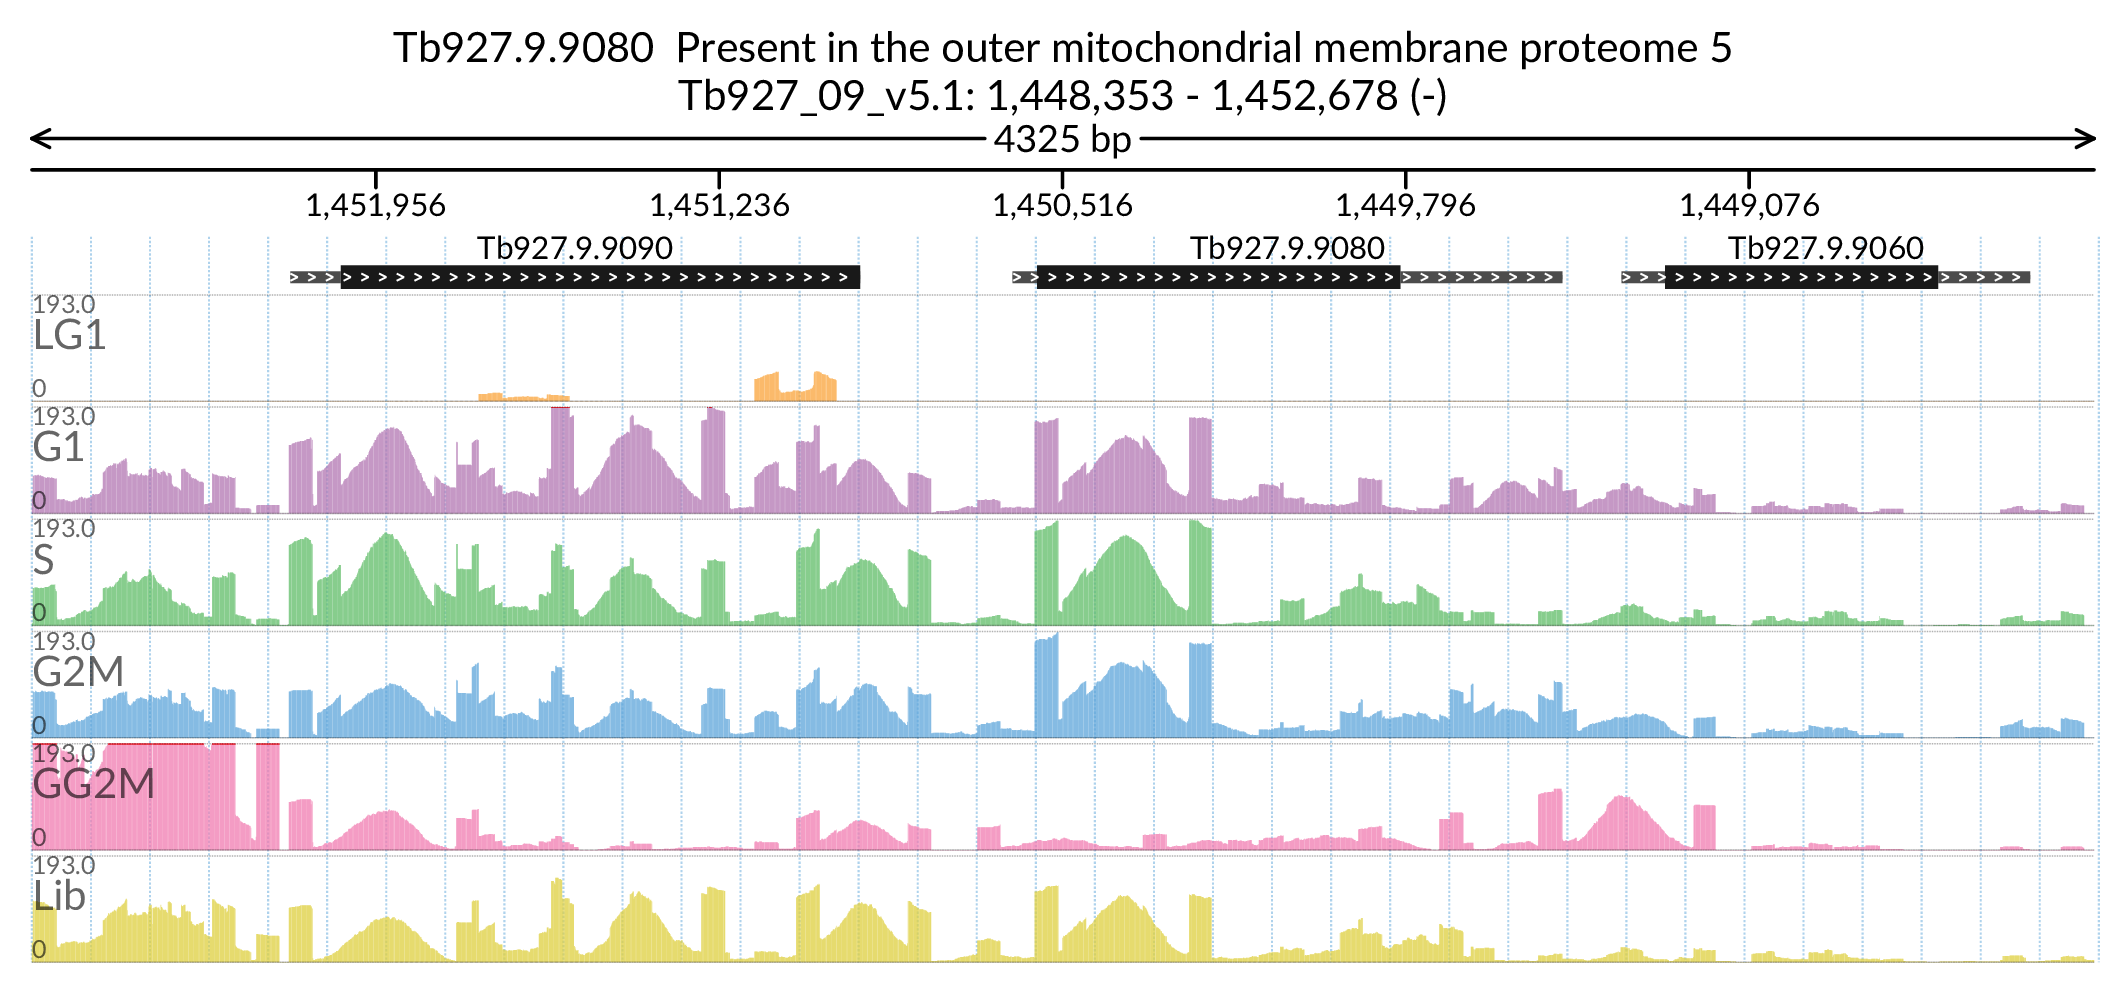 Tb927.9.9080  Present in the outer mitochondrial membrane proteome 5
Tb927_09_v5.1: 1,448,353 - 1,452,678 (-)
4325 bp
1,451,956 1,451,236 1,450,516 1,449,796 1,449,076
Tb927.9.9090 Tb927.9.9080 Tb927.9.9060
193.0
LG1
0
193.0
G1
0
193.0
S
0
193.0
G2M
0
193.0
GG2M
0
193.0
Lib
0